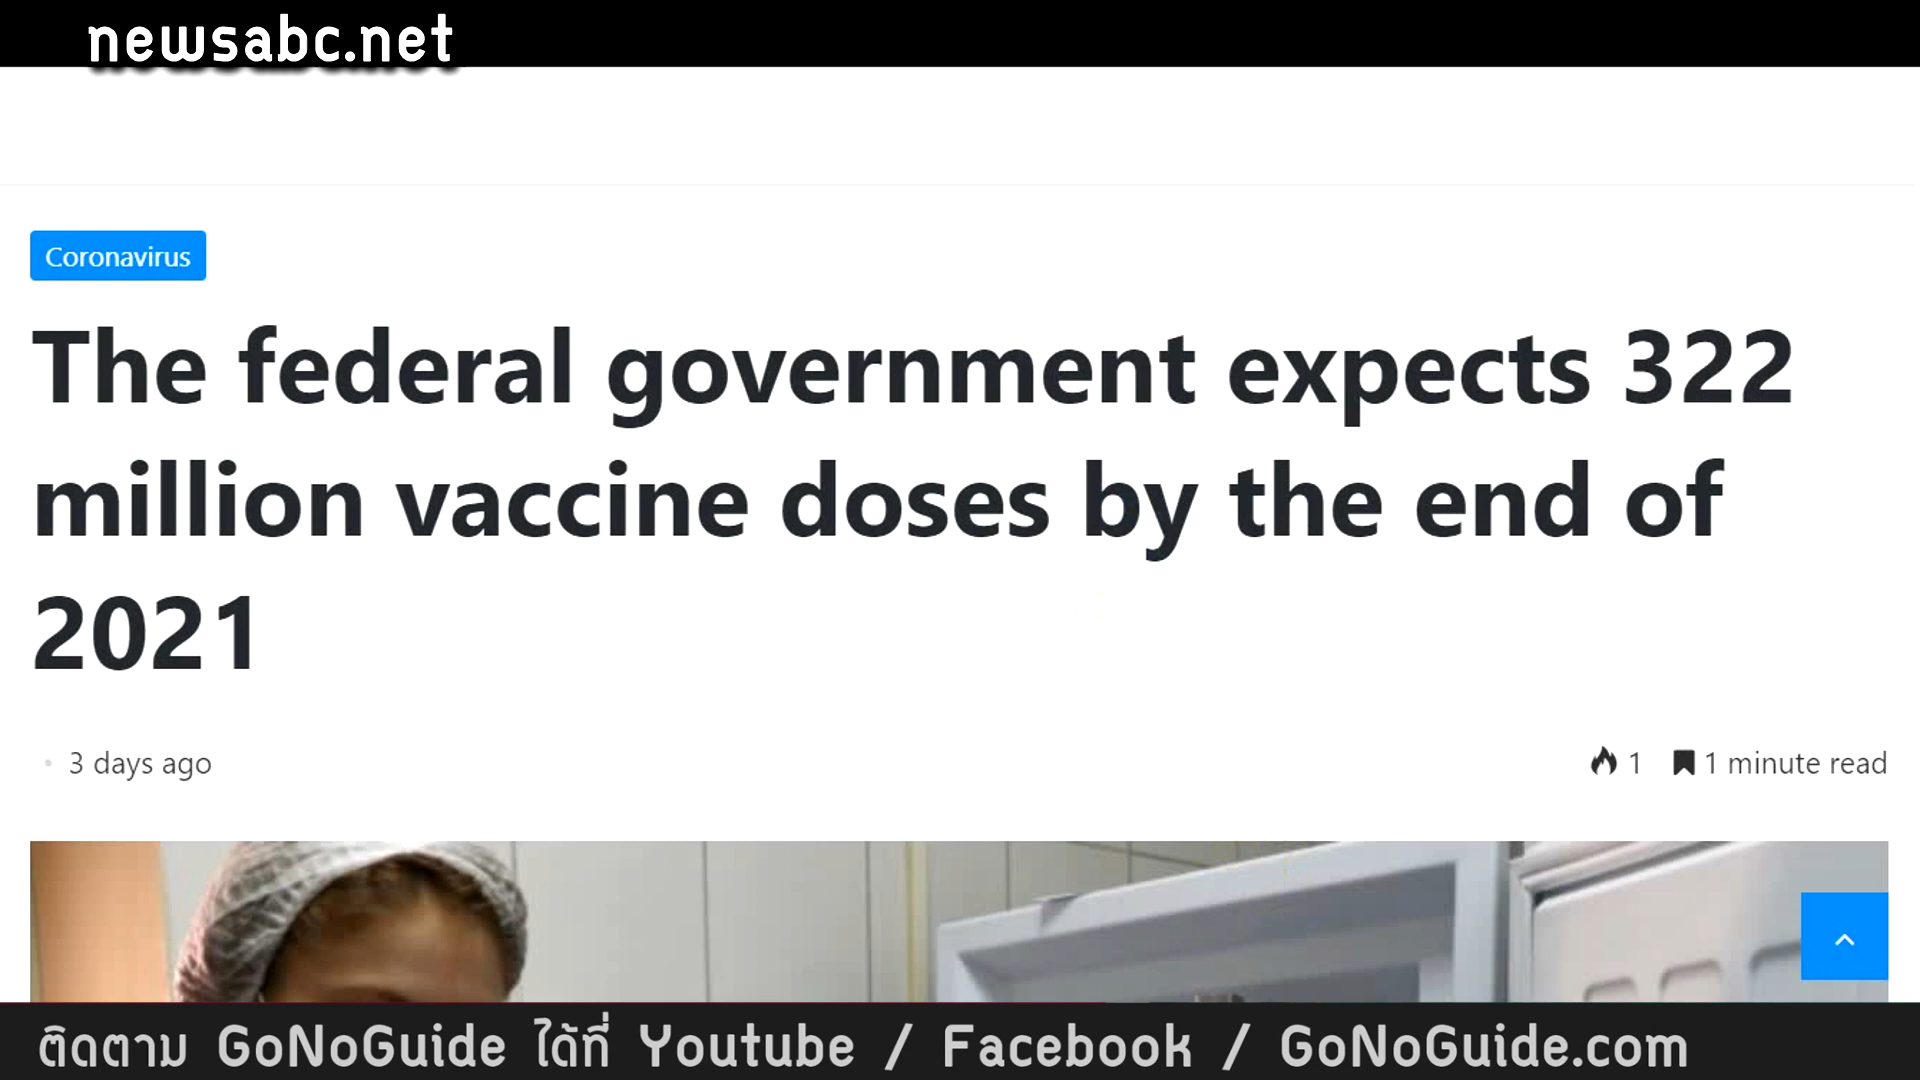 newsabc.net
Coronavirus
The federal government expects 322
million vaccine doses by the end of
2021
3 days ago
1 1 minute read
ติดตาม GoNoGuide ได้ที่ Youtube / Facebook / GoNoGuide.com